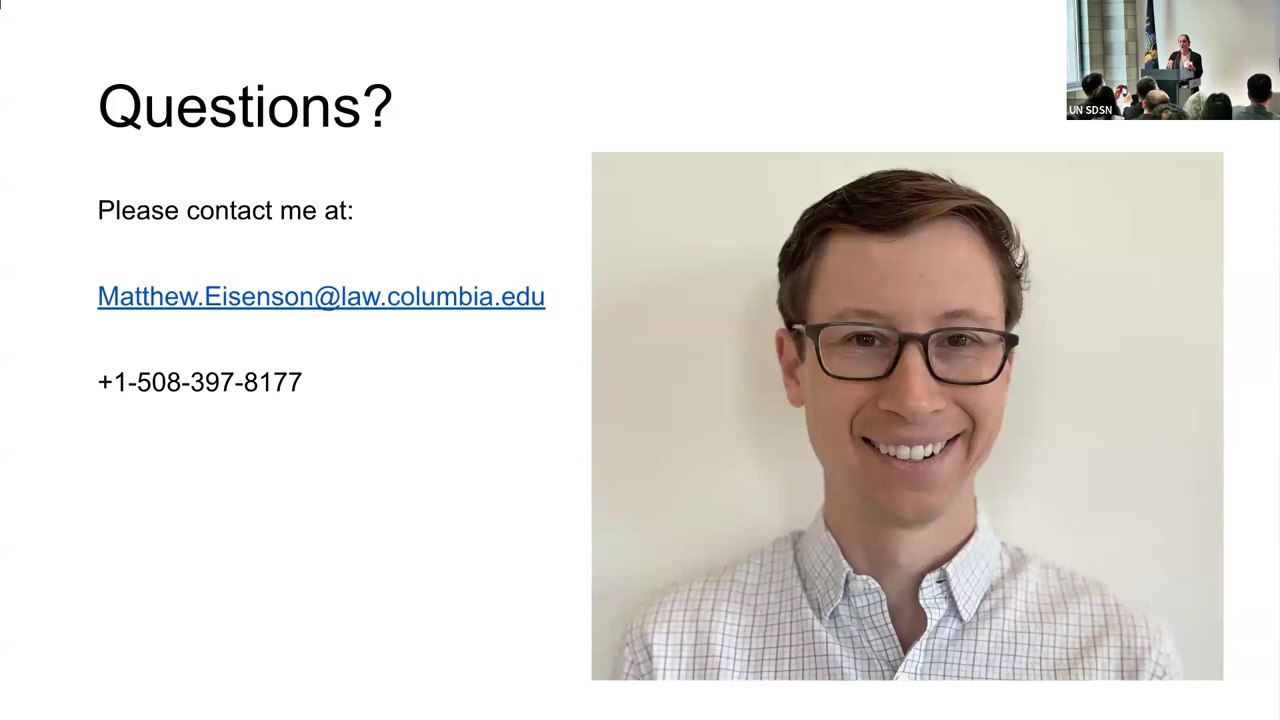 Questions?
Please contact me at:
Matthew.Eisenson@law.columbia.edu
+1-508-397-8177
UN SDSN